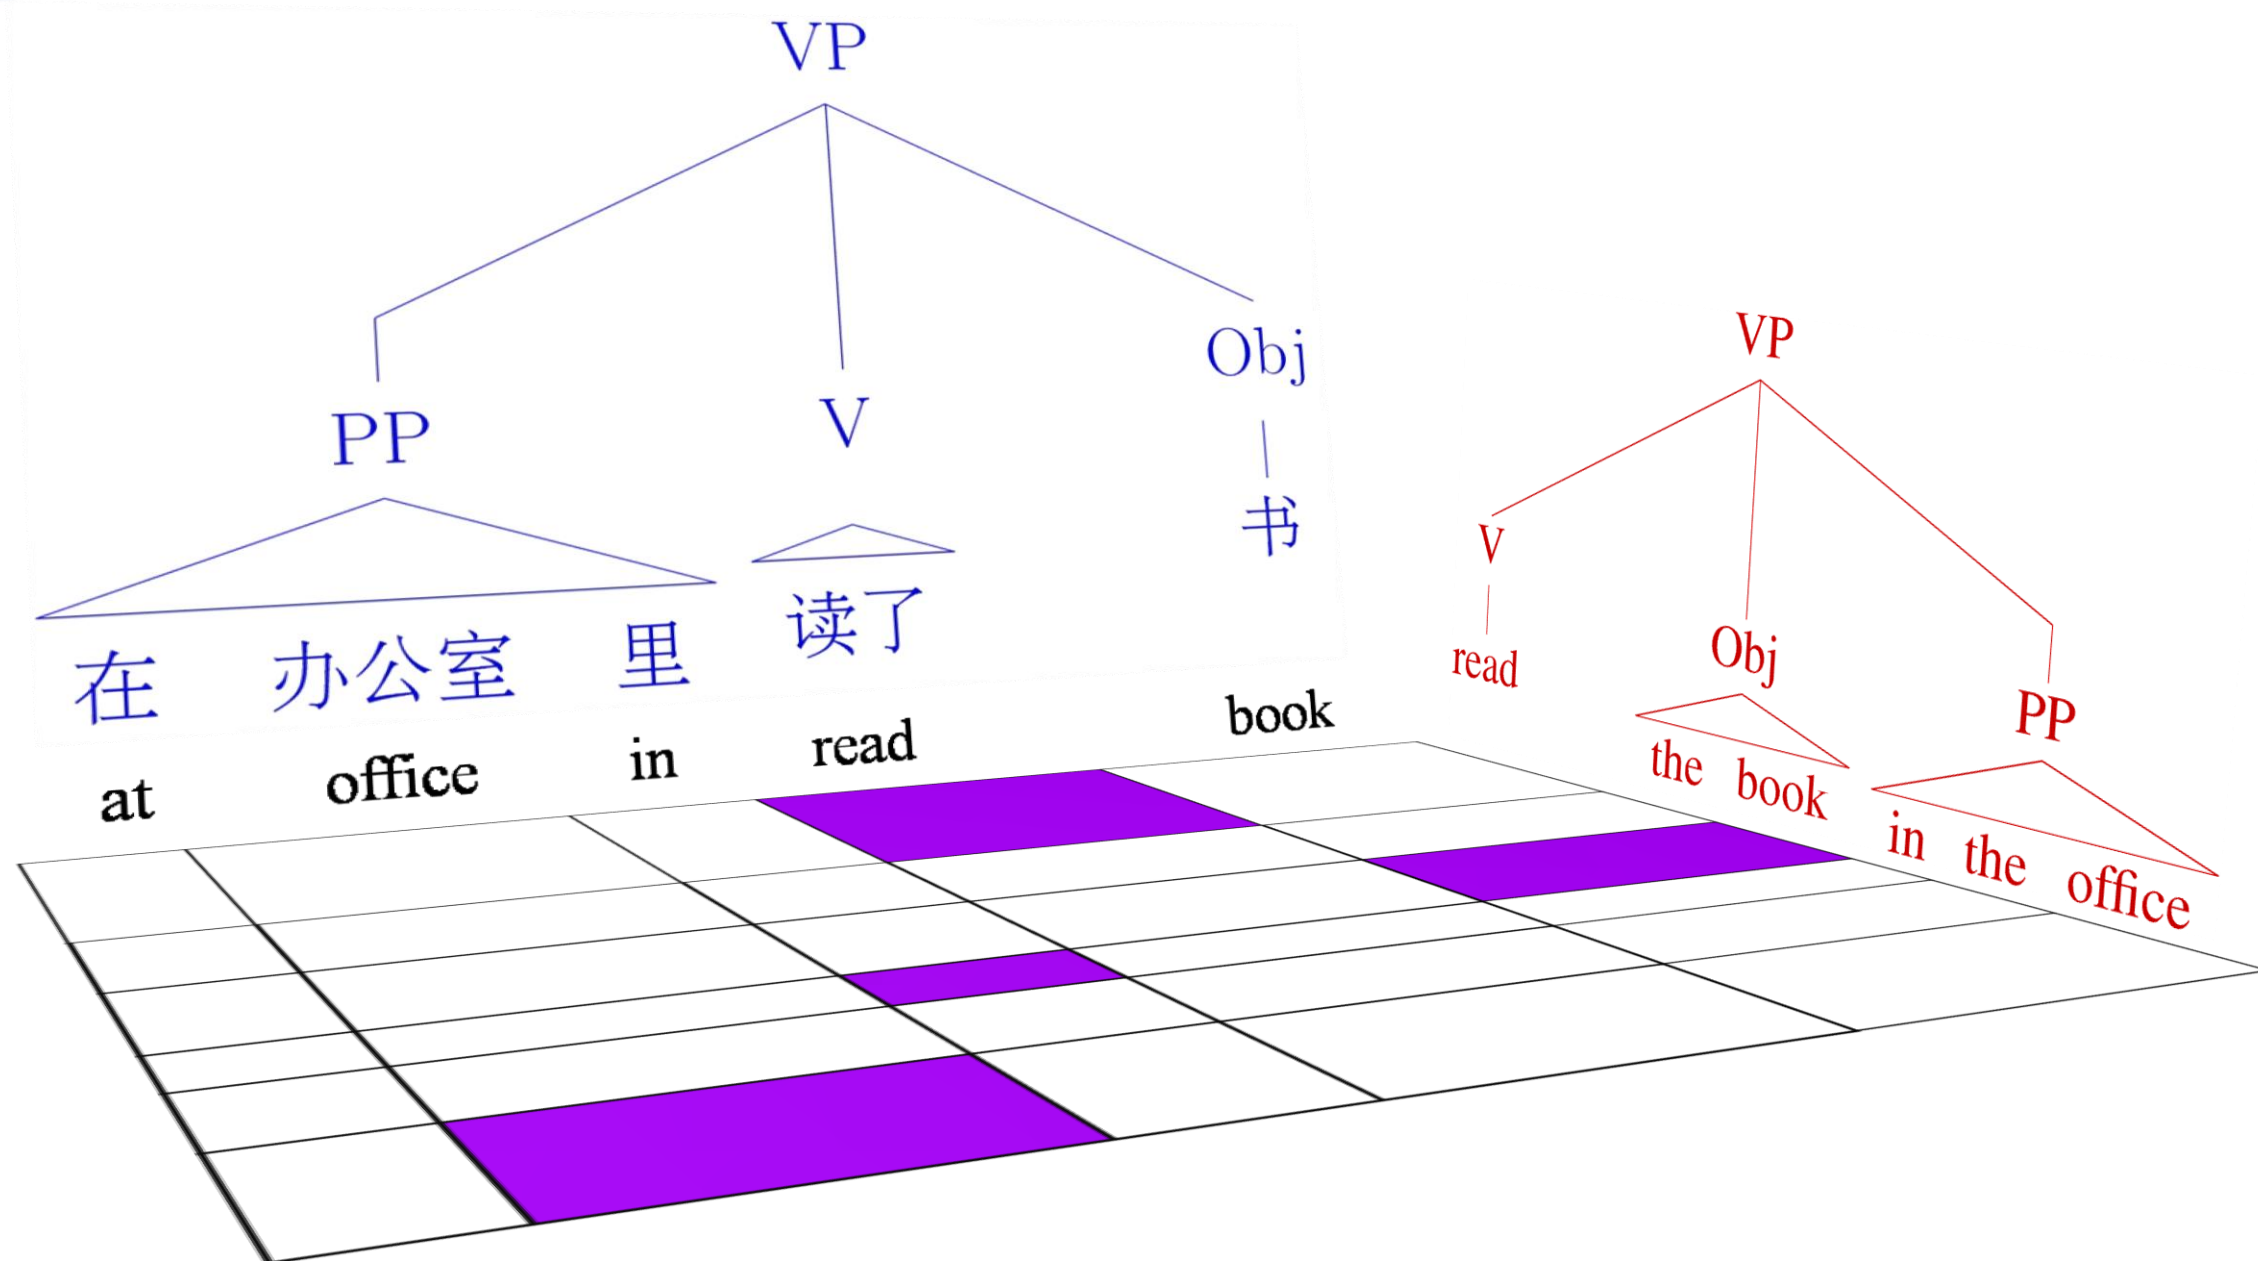 VP
PP V Obj
在 办公室 里 读了 书
at office in read book
VP
V Obj PP
read the book in the office